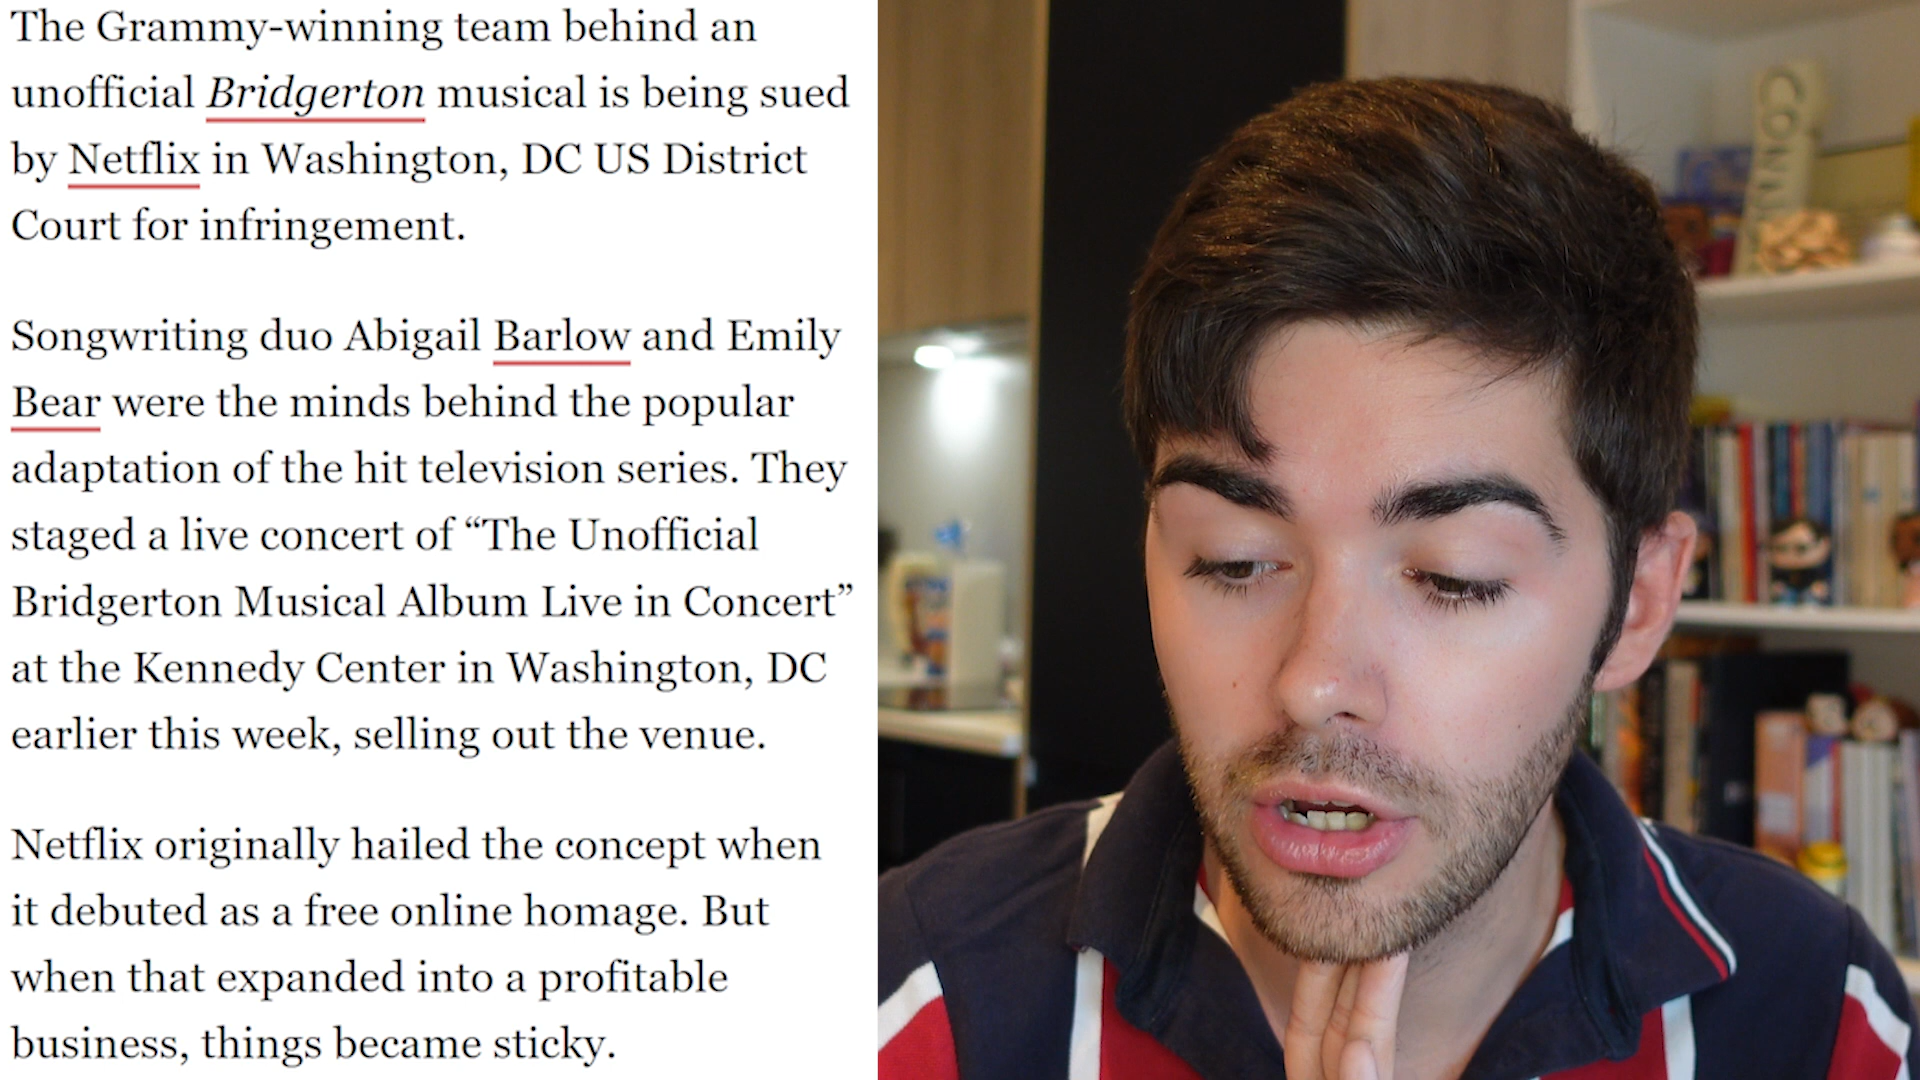 The Grammy-winning team behind an
unofficial Bridgerton musical is being sued
by Netflix in Washington, DC US District
Court for infringement.
Songwriting duo Abigail Barlow and Emily
Bear were the minds behind the popular
adaptation of the hit television series. They
staged a live concert of “The Unofficial
Bridgerton Musical Album Live in Concert”
at the Kennedy Center in Washington, DC
earlier this week, selling out the venue.
Netflix originally hailed the concept when
it debuted as a free online homage. But
when that expanded into a profitable
business, things became sticky.